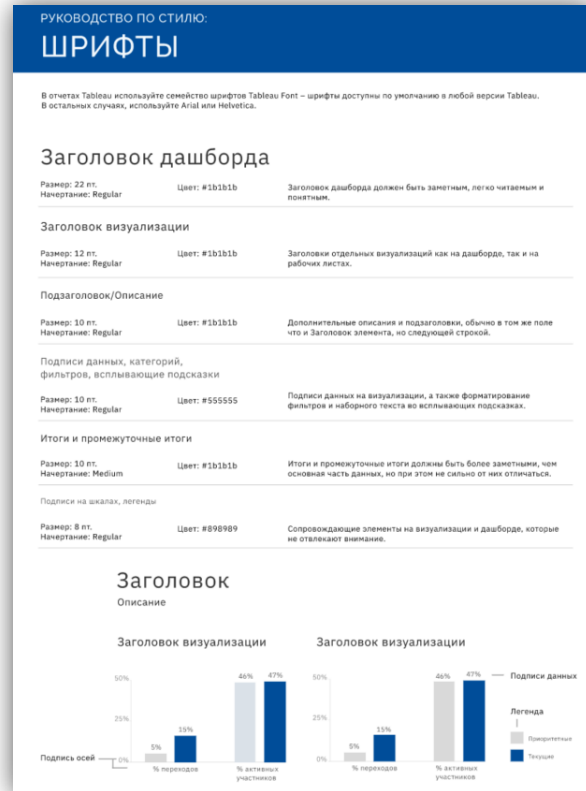 РУКОВОДСТВО ПО СТИЛЮ:
ШРИФТЫ
В отчетах Tableau используйте семейство шрифтов Tableau Font – шрифты доступны по умолчанию в любой версии Tableau.
В остальных случаях, используйте Arial или Helvetica.
Заголовок дашборда
Размер: 22 пт.
Начертание: Regular
Цвет: #1b1b1b
Заголовок дашборда должен быть заметным, легко читаемым и
понятным.
Заголовок визуализации
Размер: 12 пт.
Начертание: Regular
Цвет: #1b1b1b
Заголовки отдельных визуализаций как на дашборде, так и на
рабочих листах.
Подзаголовок/Описание
Размер: 10 пт.
Начертание: Regular
Цвет: #1b1b1b
Дополнительные описания и подзаголовки, обычно в том же поле
что и Заголовок элемента, но следующей строкой.
Подписи данных, категорий,
фильтров, всплывающие подсказки
Размер: 10 пт.
Начертание: Regular
Цвет: #555555
Подписи данных на визуализации, а также форматирование
фильтров и наборного текста во всплывающих подсказках.
Итоги и промежуточные итоги
Размер: 10 пт.
Начертание: Medium
Цвет: #1b1b1b
Итоги и промежуточные итоги должны быть более заметными, чем
основная часть данных, но при этом не сильно от них отличаться.
Подписи на шкалах, легенды
Размер: 8 пт.
Начертание: Regular
Цвет: #898989
Сопровождающие элементы на визуализации и дашборде, которые
не отвлекают внимание.
Заголовок
Описание
Заголовок визуализации
50%
25%
0%
5%
15%
46%
47%
% переходов
% активных
участников
Подпись осей
Заголовок визуализации
50%
25%
0%
5%
15%
46%
47%
% переходов
% активных
участников
Подписи данных
Легенда
Приоритетные
Текущие